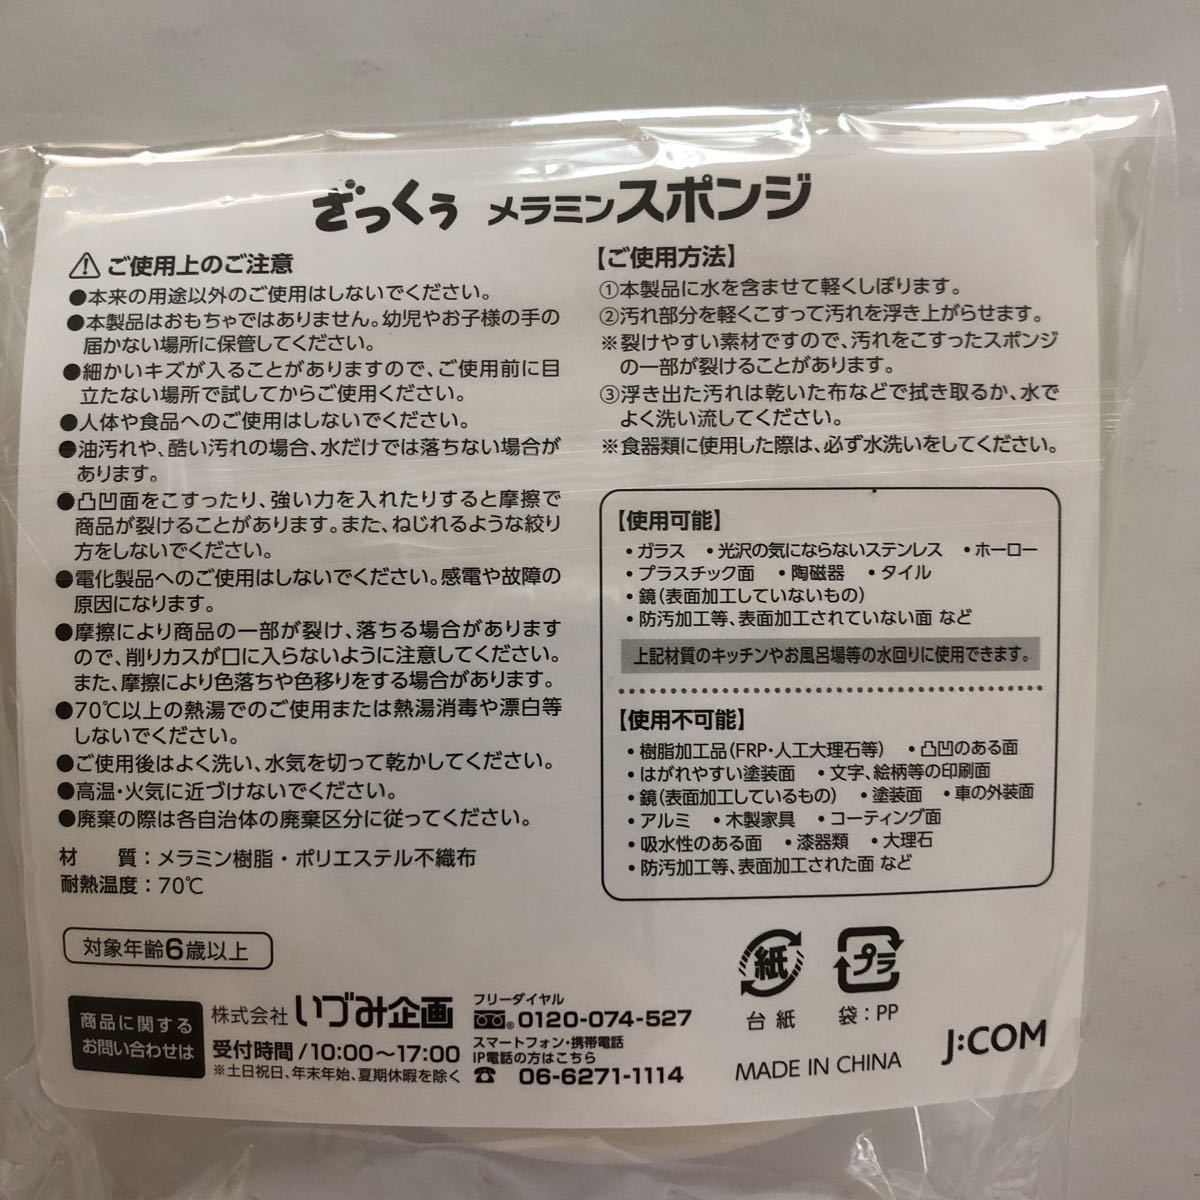 ざっくぅ メラミンスポンジ
⚠ご使用上のご注意
●本来の用途以外のご使用はしないでください。
●本製品はおもちゃではありません。幼児やお子様の手の
届かない場所に保管してください。
●細かいキズが入ることがありますので、ご使用前に目
立たない場所で試してからご使用ください。
●人体や食品へのご使用はしないでください。
●油汚れや、酷い汚れの場合、水だけでは落ちない場合が
あります。
●凸凹面をこすったり、強い力を入れたりすると摩擦で
商品が裂けることがあります。また、ねじれるような絞り
方をしないでください。
●電化製品へのご使用はしないでください。感電や故障の
原因になります。
●摩擦により商品の一部が裂け、落ちる場合があります
ので、削りカスが口に入らないように注意してください。
また、摩擦により色落ちや色移りをする場合があります。
●70℃以上の熱湯でのご使用または熱湯消毒や漂白等
しないでください。
●ご使用後はよく洗い、水気を切って乾かしてください。
●高温・火気に近づけないでください。
●廃棄の際は各自治体の廃棄区分に従ってください。
材　質：メラミン樹脂・ポリエステル不織布
耐熱温度：70℃
対象年齢6歳以上
【ご使用方法】
①本製品に水を含ませて軽くしぼります。
②汚れ部分を軽くこすって汚れを浮き上がらせます。
※裂けやすい素材ですので、汚れをこすったスポンジ
の一部が裂けることがあります。
③浮き出た汚れは乾いた布などで拭き取るか、水で
よく洗い流してください。
※食器類に使用した際は、必ず水洗いをしてください。
【使用可能】
・ガラス ・光沢の気にならないステンレス ・ホーロー
・プラスチック面 ・陶磁器 ・タイル
・鏡(表面加工していないもの)
・防汚加工等、表面加工されていない面 など
上記材質のキッチンやお風呂場等の水回りに使用できます。
【使用不可能】
・樹脂加工品(FRP・人工大理石等) ・凸凹のある面
・はがれやすい塗装面 ・文字、絵柄等の印刷面
・鏡(表面加工しているもの) ・塗装面 ・車の外装面
・アルミ ・木製家具 ・コーティング面
・吸水性のある面 ・漆器類 ・大理石
・防汚加工等、表面加工された面 など
商品に関する
お問い合わせは
株式会社 いづみ企画
受付時間/10:00〜17:00
※土日祝日、年末年始、夏期休暇を除く
フリーダイヤル
0120-074-527
スマートフォン・携帯電話
IP電話の方はこちら
☎ 06-6271-1114
紙
台紙
プラ
袋：PP
MADE IN CHINA
J:COM